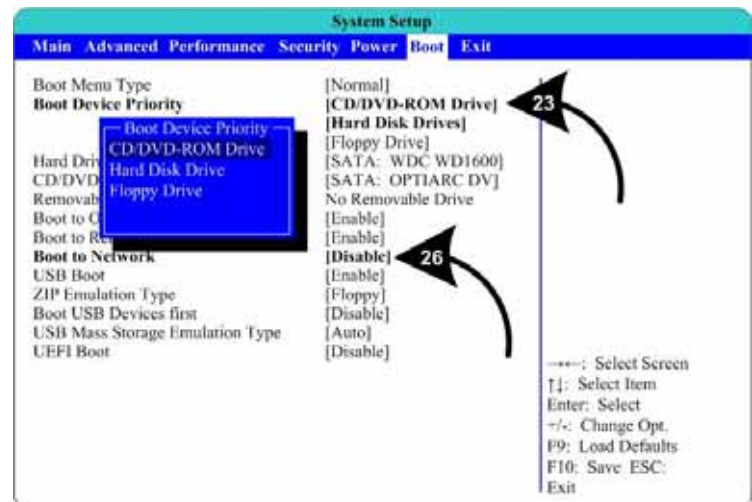 System Setup
Main Advanced Performance Security Power Boot Exit
Boot Menu Type [Normal]
Boot Device Priority [CD/DVD-ROM Drive] 23
[Hard Disk Drives]
Boot Device Priority
CD/DVD-ROM Drive
Hard Disk Drive
Floppy Drive
[Floppy Drive]
Hard [SATA: WDC WD1600]
CD/DVD [SATA: OPTIARC DV]
No Removable Drive
Boot to [Enable]
Boot to [Enable]
Boot to Network [Disable] 26
USB Boot [Enable]
ZIP Emulation Type [Floppy]
Boot USB Devices first [Disable]
USB Mass Storage Emulation Type [Auto]
UEFI Boot [Disable]
→←: Select Screen
↑↓: Select Item
Enter: Select
+/-: Change Opt.
F9: Load Defaults
F10: Save ESC:
Exit